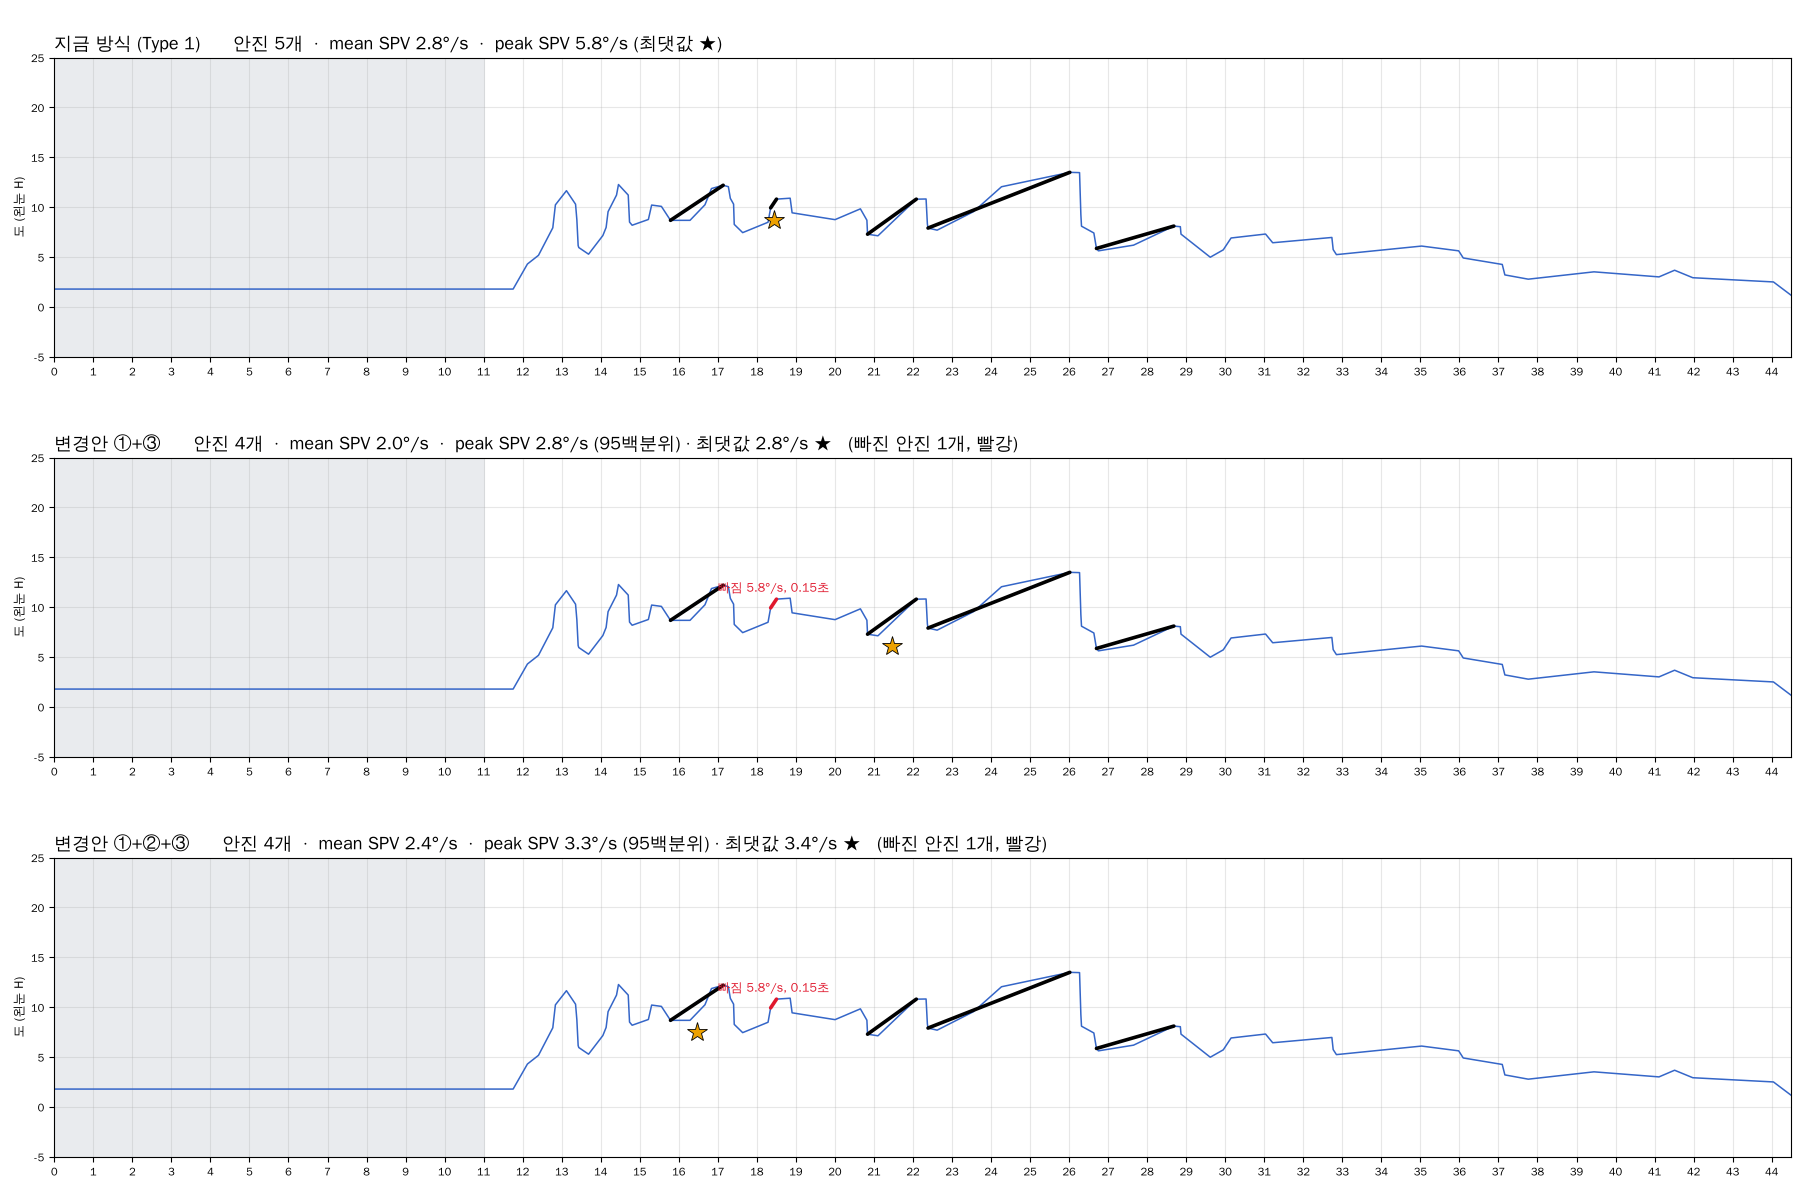 지금 방식 (Type 1) 안진 5개 · mean SPV 2.8°/s · peak SPV 5.8°/s (최댓값 ★)
25
20
15
10
5
0
-5
도 (왼눈 H)
0 1 2 3 4 5 6 7 8 9 10 11 12 13 14 15 16 17 18 19 20 21 22 23 24 25 26 27 28 29 30 31 32 33 34 35 36 37 38 39 40 41 42 43 44
변경안 ①+③ 안진 4개 · mean SPV 2.0°/s · peak SPV 2.8°/s (95백분위) · 최댓값 2.8°/s ★ (빠진 안진 1개, 빨강)
25
20
15
10
5
0
-5
도 (왼눈 H)
빠짐 5.8°/s, 0.15초
0 1 2 3 4 5 6 7 8 9 10 11 12 13 14 15 16 17 18 19 20 21 22 23 24 25 26 27 28 29 30 31 32 33 34 35 36 37 38 39 40 41 42 43 44
변경안 ①+②+③ 안진 4개 · mean SPV 2.4°/s · peak SPV 3.3°/s (95백분위) · 최댓값 3.4°/s ★ (빠진 안진 1개, 빨강)
25
20
15
10
5
0
-5
도 (왼눈 H)
빠짐 5.8°/s, 0.15초
0 1 2 3 4 5 6 7 8 9 10 11 12 13 14 15 16 17 18 19 20 21 22 23 24 25 26 27 28 29 30 31 32 33 34 35 36 37 38 39 40 41 42 43 44